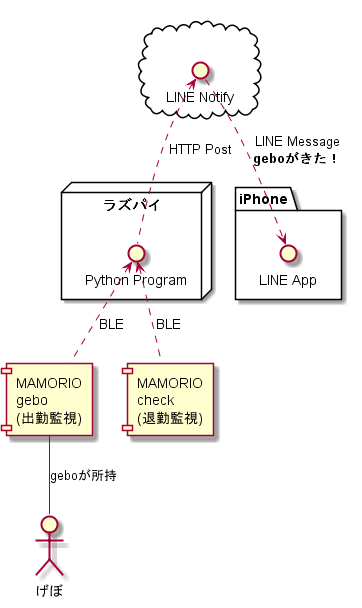 LINE Notify
HTTP Post
LINE Message
geboがきた！
ラズパイ
iPhone
Python Program
LINE App
BLE
BLE
MAMORIO
gebo
(出勤監視)
MAMORIO
check
(退勤監視)
geboが所持
げぼ